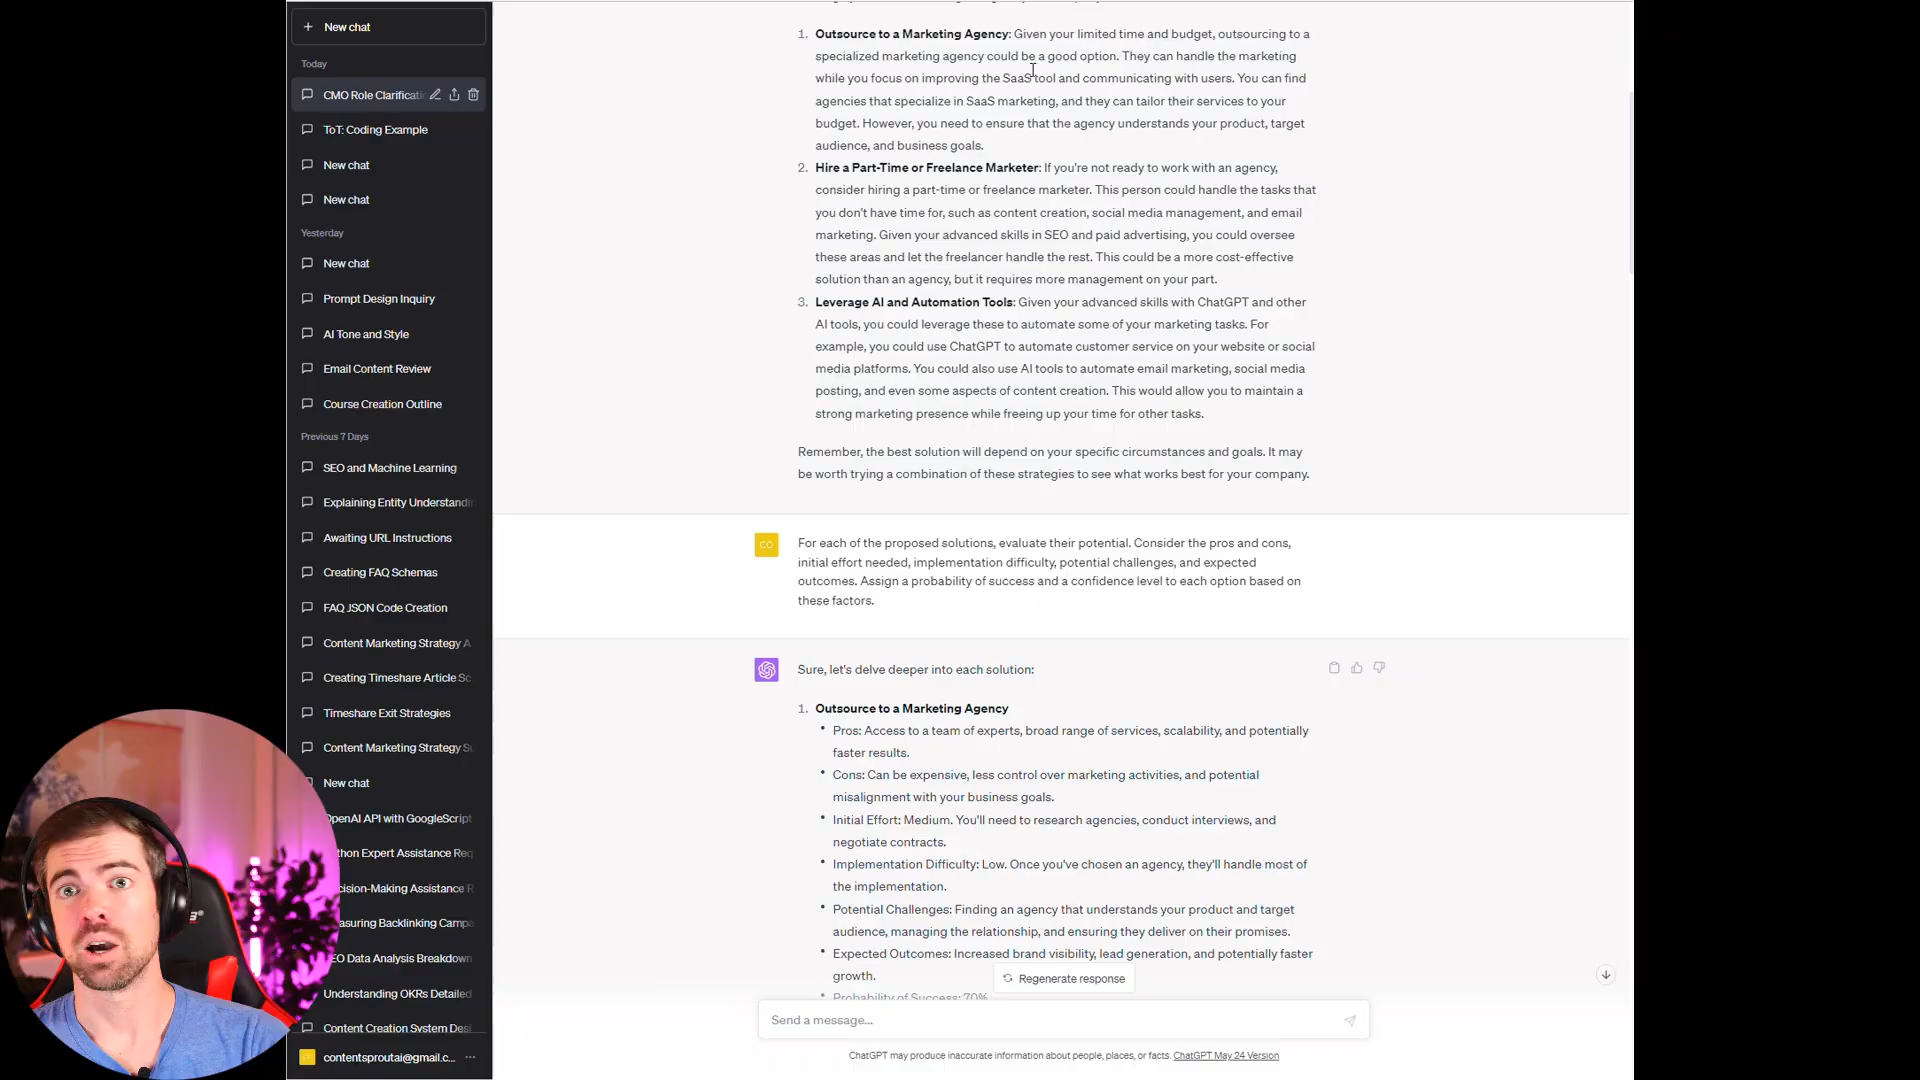 New chat
Today
CMO Role Clarificati
ToT: Coding Example
New chat
New chat
Yesterday
New chat
Prompt Design Inquiry
AI Tone and Style
Email Content Review
Course Creation Outline
Previous 7 Days
SEO and Machine Learning
Explaining Entity Understandi
Awaiting URL Instructions
Creating FAQ Schemas
FAQ JSON Code Creation
Content Marketing Strategy A
Creating Timeshare Article Sc
Timeshare Exit Strategies
Content Marketing Strategy Su
New chat
OpenAI API with GoogleScript
thon Expert Assistance Req
cision-Making Assistance R
asuring Backlinking Campa
EO Data Analysis Breakdown
Understanding OKRs Detailed
Content Creation System Desi
contentsproutai@gmail.c...
1. Outsource to a Marketing Agency: Given your limited time and budget, outsourcing to a
specialized marketing agency could be a good option. They can handle the marketing
while you focus on improving the SaaS tool and communicating with users. You can find
agencies that specialize in SaaS marketing, and they can tailor their services to your
budget. However, you need to ensure that the agency understands your product, target
audience, and business goals.
2. Hire a Part-Time or Freelance Marketer: If you're not ready to work with an agency,
consider hiring a part-time or freelance marketer. This person could handle the tasks that
you don't have time for, such as content creation, social media management, and email
marketing. Given your advanced skills in SEO and paid advertising, you could oversee
these areas and let the freelancer handle the rest. This could be a more cost-effective
solution than an agency, but it requires more management on your part.
3. Leverage AI and Automation Tools: Given your advanced skills with ChatGPT and other
AI tools, you could leverage these to automate some of your marketing tasks. For
example, you could use ChatGPT to automate customer service on your website or social
media platforms. You could also use AI tools to automate email marketing, social media
posting, and even some aspects of content creation. This would allow you to maintain a
strong marketing presence while freeing up your time for other tasks.
Remember, the best solution will depend on your specific circumstances and goals. It may
be worth trying a combination of these strategies to see what works best for your company.
CO
For each of the proposed solutions, evaluate their potential. Consider the pros and cons,
initial effort needed, implementation difficulty, potential challenges, and expected
outcomes. Assign a probability of success and a confidence level to each option based on
these factors.
Sure, let's delve deeper into each solution:
1. Outsource to a Marketing Agency
• Pros: Access to a team of experts, broad range of services, scalability, and potentially
faster results.
• Cons: Can be expensive, less control over marketing activities, and potential
misalignment with your business goals.
• Initial Effort: Medium. You'll need to research agencies, conduct interviews, and
negotiate contracts.
• Implementation Difficulty: Low. Once you've chosen an agency, they'll handle most of
the implementation.
• Potential Challenges: Finding an agency that understands your product and target
audience, managing the relationship, and ensuring they deliver on their promises.
• Expected Outcomes: Increased brand visibility, lead generation, and potentially faster
growth.
• Probability of Success: 70%
Regenerate response
Send a message...
ChatGPT may produce inaccurate information about people, places, or facts. ChatGPT May 24 Version